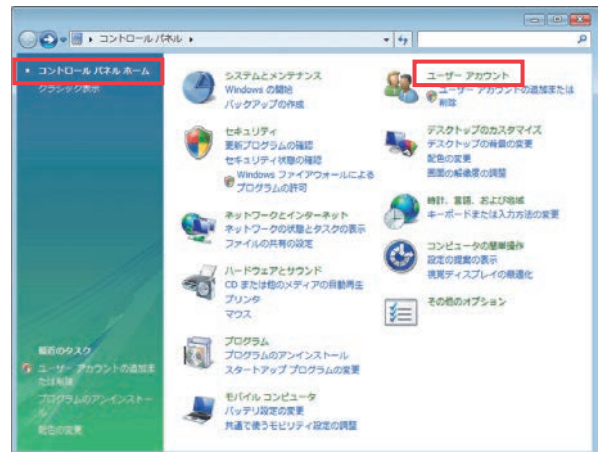 コントロール パネル
コントロール パネル ホーム
クラシック表示
システムとメンテナンス
Windows の開始
バックアップの作成
セキュリティ
更新プログラムの確認
セキュリティ状態の確認
Windows ファイアウォールによる
プログラムの許可
ネットワークとインターネット
ネットワークの状態とタスクの表示
ファイルの共有の設定
ハードウェアとサウンド
CD または他のメディアの自動再生
プリンタ
マウス
プログラム
プログラムのアンインストール
スタートアップ プログラムの変更
モバイル コンピュータ
バッテリ設定の変更
共通で使うモビリティ設定の調整
ユーザー アカウント
ユーザー アカウントの追加または
削除
デスクトップのカスタマイズ
デスクトップの背景の変更
配色の変更
画面の解像度の調整
時計、言語、および地域
キーボードまたは入力方法の変更
コンピュータの簡単操作
設定の提案の表示
視覚ディスプレイの最適化
その他のオプション
最近のタスク
ユーザー アカウントの追加ま
たは削除
プログラムのアンインストー
ル
配色の変更